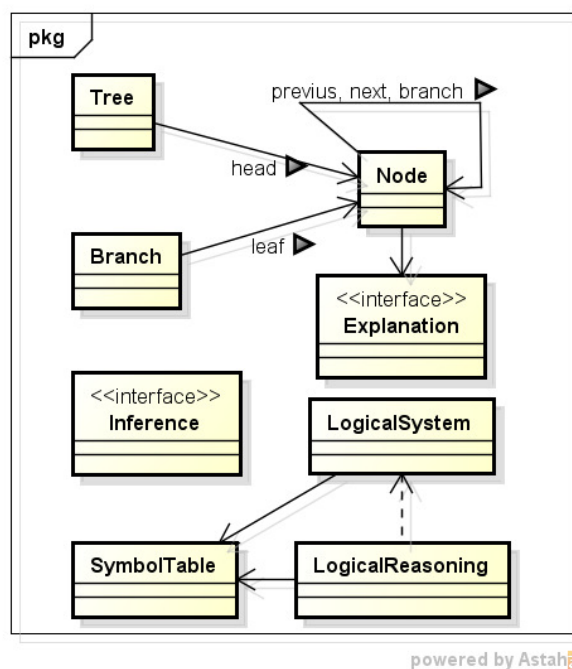 pkg
Tree
previus, next, branch
head
Node
Branch
leaf
<<interface>>
Explanation
<<interface>>
Inference
LogicalSystem
SymbolTable
LogicalReasoning
powered by Astah